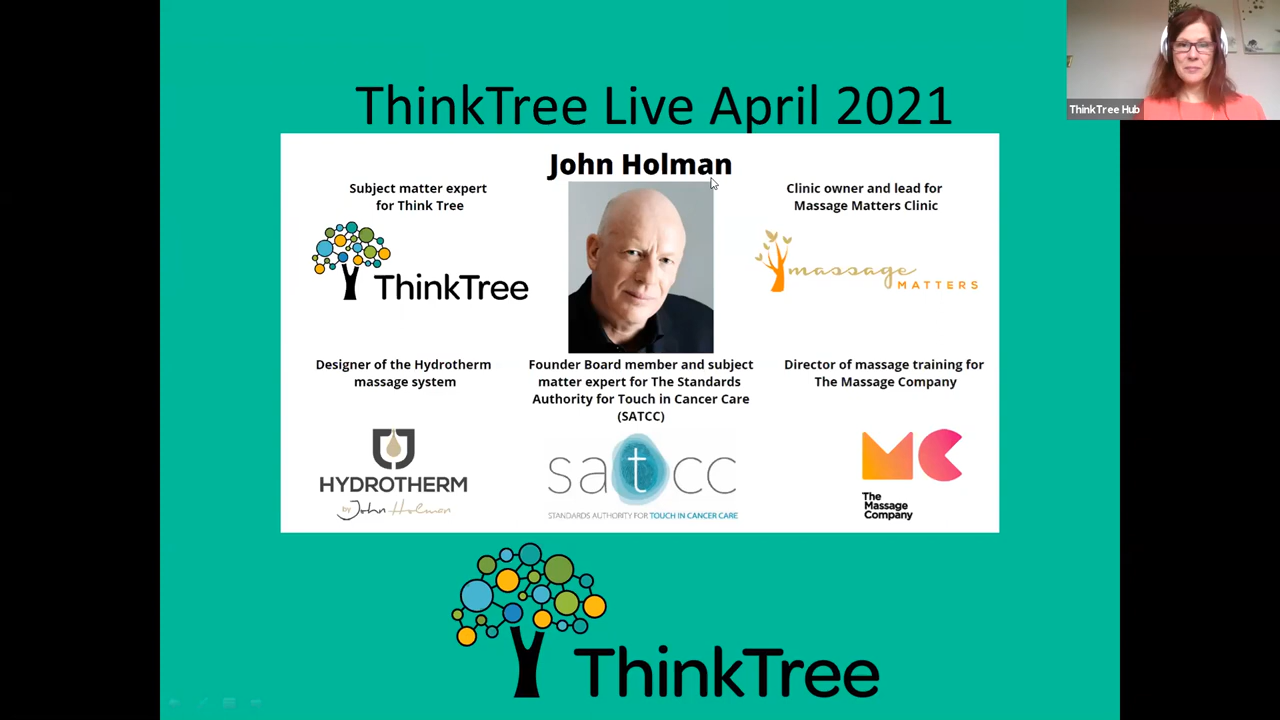 ThinkTree Live April 2021
ThinkTree Hub
John Holman
Subject matter expert
for Think Tree
ThinkTree
Clinic owner and lead for
Massage Matters Clinic
massage
MATTERS
Designer of the Hydrotherm
massage system
HYDROTHERM
by John Holman
Founder Board member and subject
matter expert for The Standards
Authority for Touch in Cancer Care
(SATCC)
satcc
STANDARDS AUTHORITY FOR TOUCH IN CANCER CARE
Director of massage training for
The Massage Company
MC
The
Massage
Company
ThinkTree